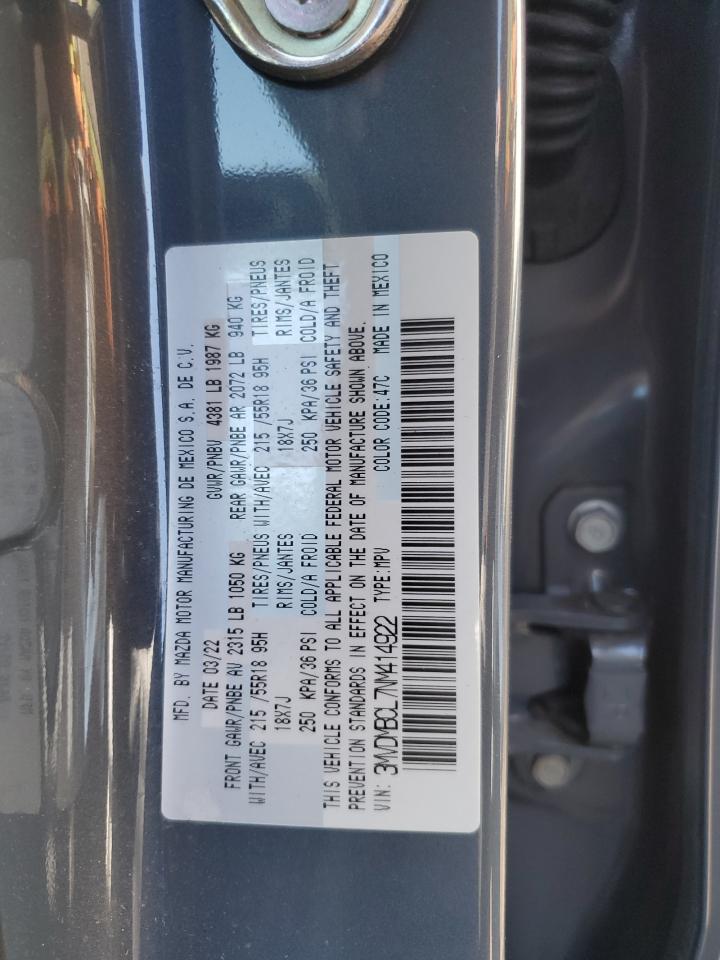 MFD. BY MAZDA MOTOR MANUFACTURING DE MEXICO S.A. DE C.V.
DATE 03/22 GVWR/PNBV 4381 LB 1987 KG
FRONT GAWR/PNBE AV 2315 LB 1050 KG REAR GAWR/PNBE AR 2072 LB 940 KG
WITH/AVEC 215 /55R18 95H TIRES/PNEUS WITH/AVEC 215 /55R18 95H TIRES/PNEUS
18X7J RIMS/JANTES 18X7J RIMS/JANTES
250 KPA/36 PSI COLD/A FROID 250 KPA/36 PSI COLD/A FROID
THIS VEHICLE CONFORMS TO ALL APPLICABLE FEDERAL MOTOR VEHICLE SAFETY AND THEFT
PREVENTION STANDARDS IN EFFECT ON THE DATE OF MANUFACTURE SHOWN ABOVE.
VIN: 3MVDMBCL7NM414922 TYPE:MPV COLOR CODE:47C MADE IN MEXICO